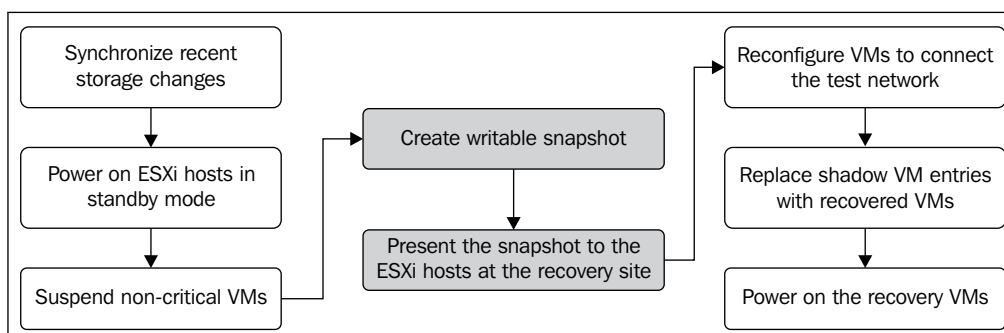 Synchronize recent
storage changes
Power on ESXi hosts in
standby mode
Suspend non-critical VMs
Create writable snapshot
Present the snapshot to the
ESXi hosts at the recovery site
Reconfigure VMs to connect
the test network
Replace shadow VM entries
with recovered VMs
Power on the recovery VMs